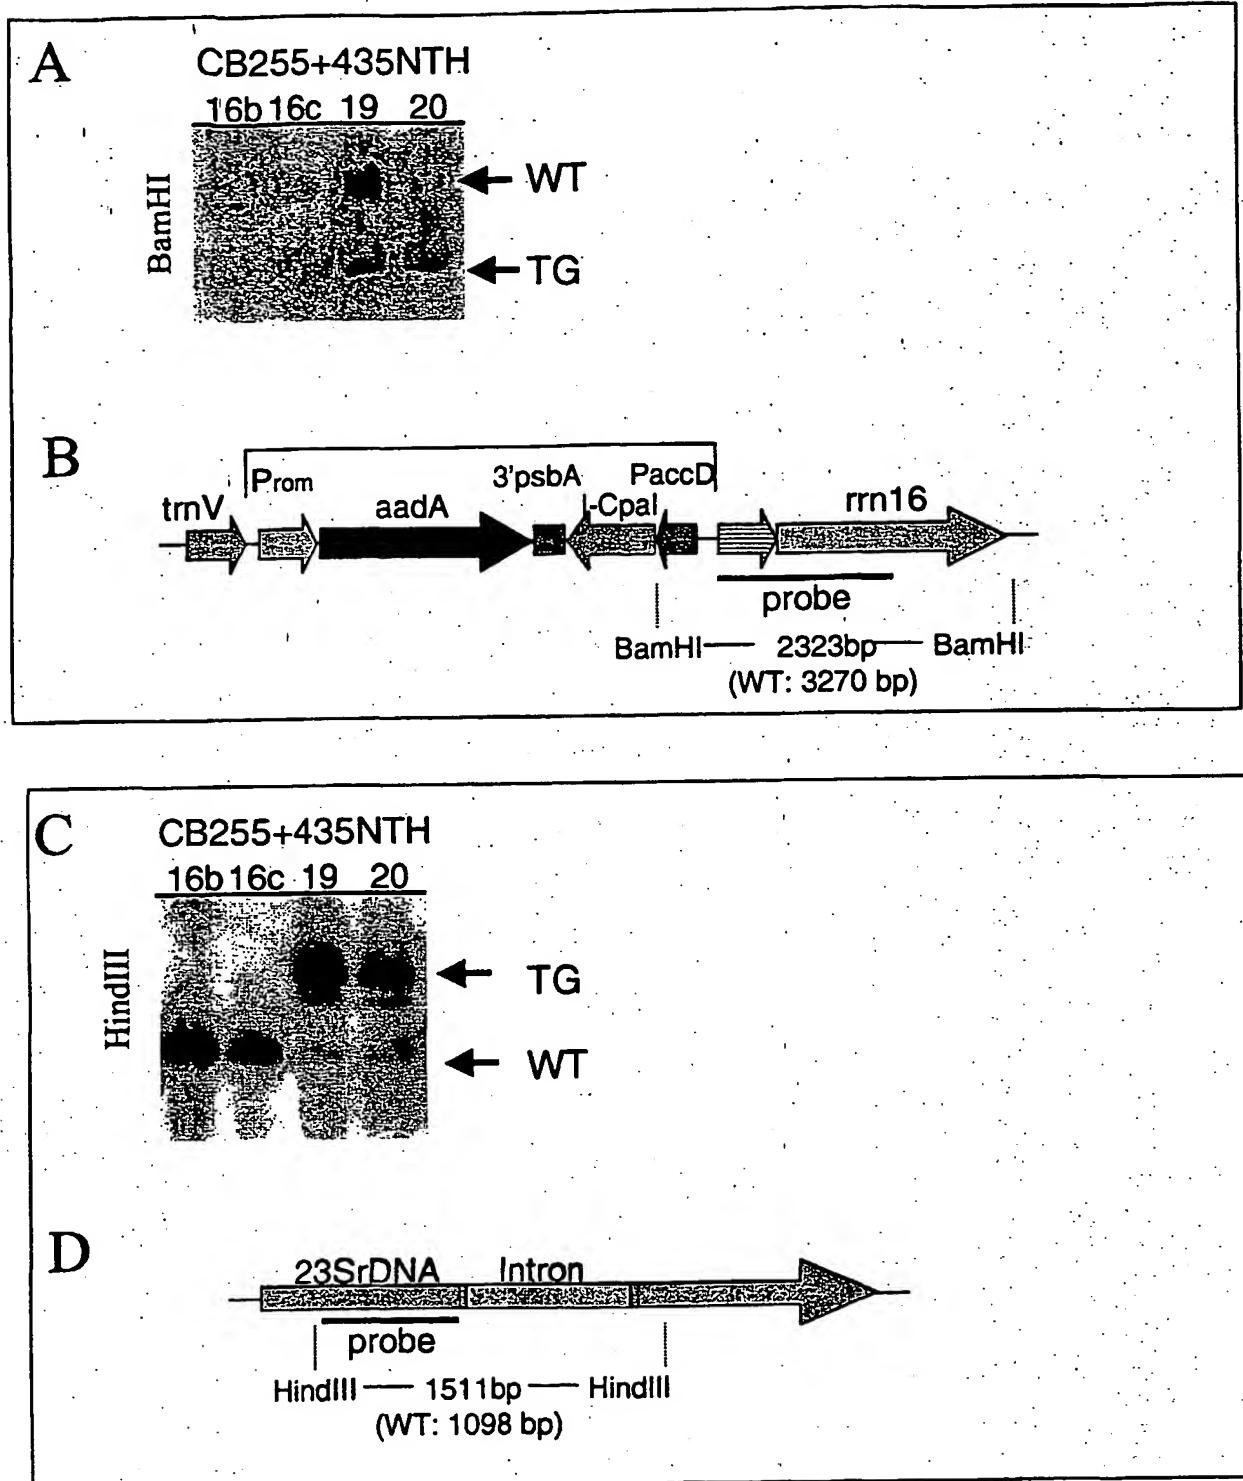 A
CB255+435NTH
16b 16c 19 20
BamHI
WT
TG
B
Prom
3'psbA
PaccD
trnV
aadA
I-CpaI
rrn16
probe
BamHI 2323bp BamHI
(WT: 3270 bp)
C
CB255+435NTH
16b 16c 19 20
HindIII
TG
WT
D
23SrDNA Intron
probe
HindIII 1511bp HindIII
(WT: 1098 bp)